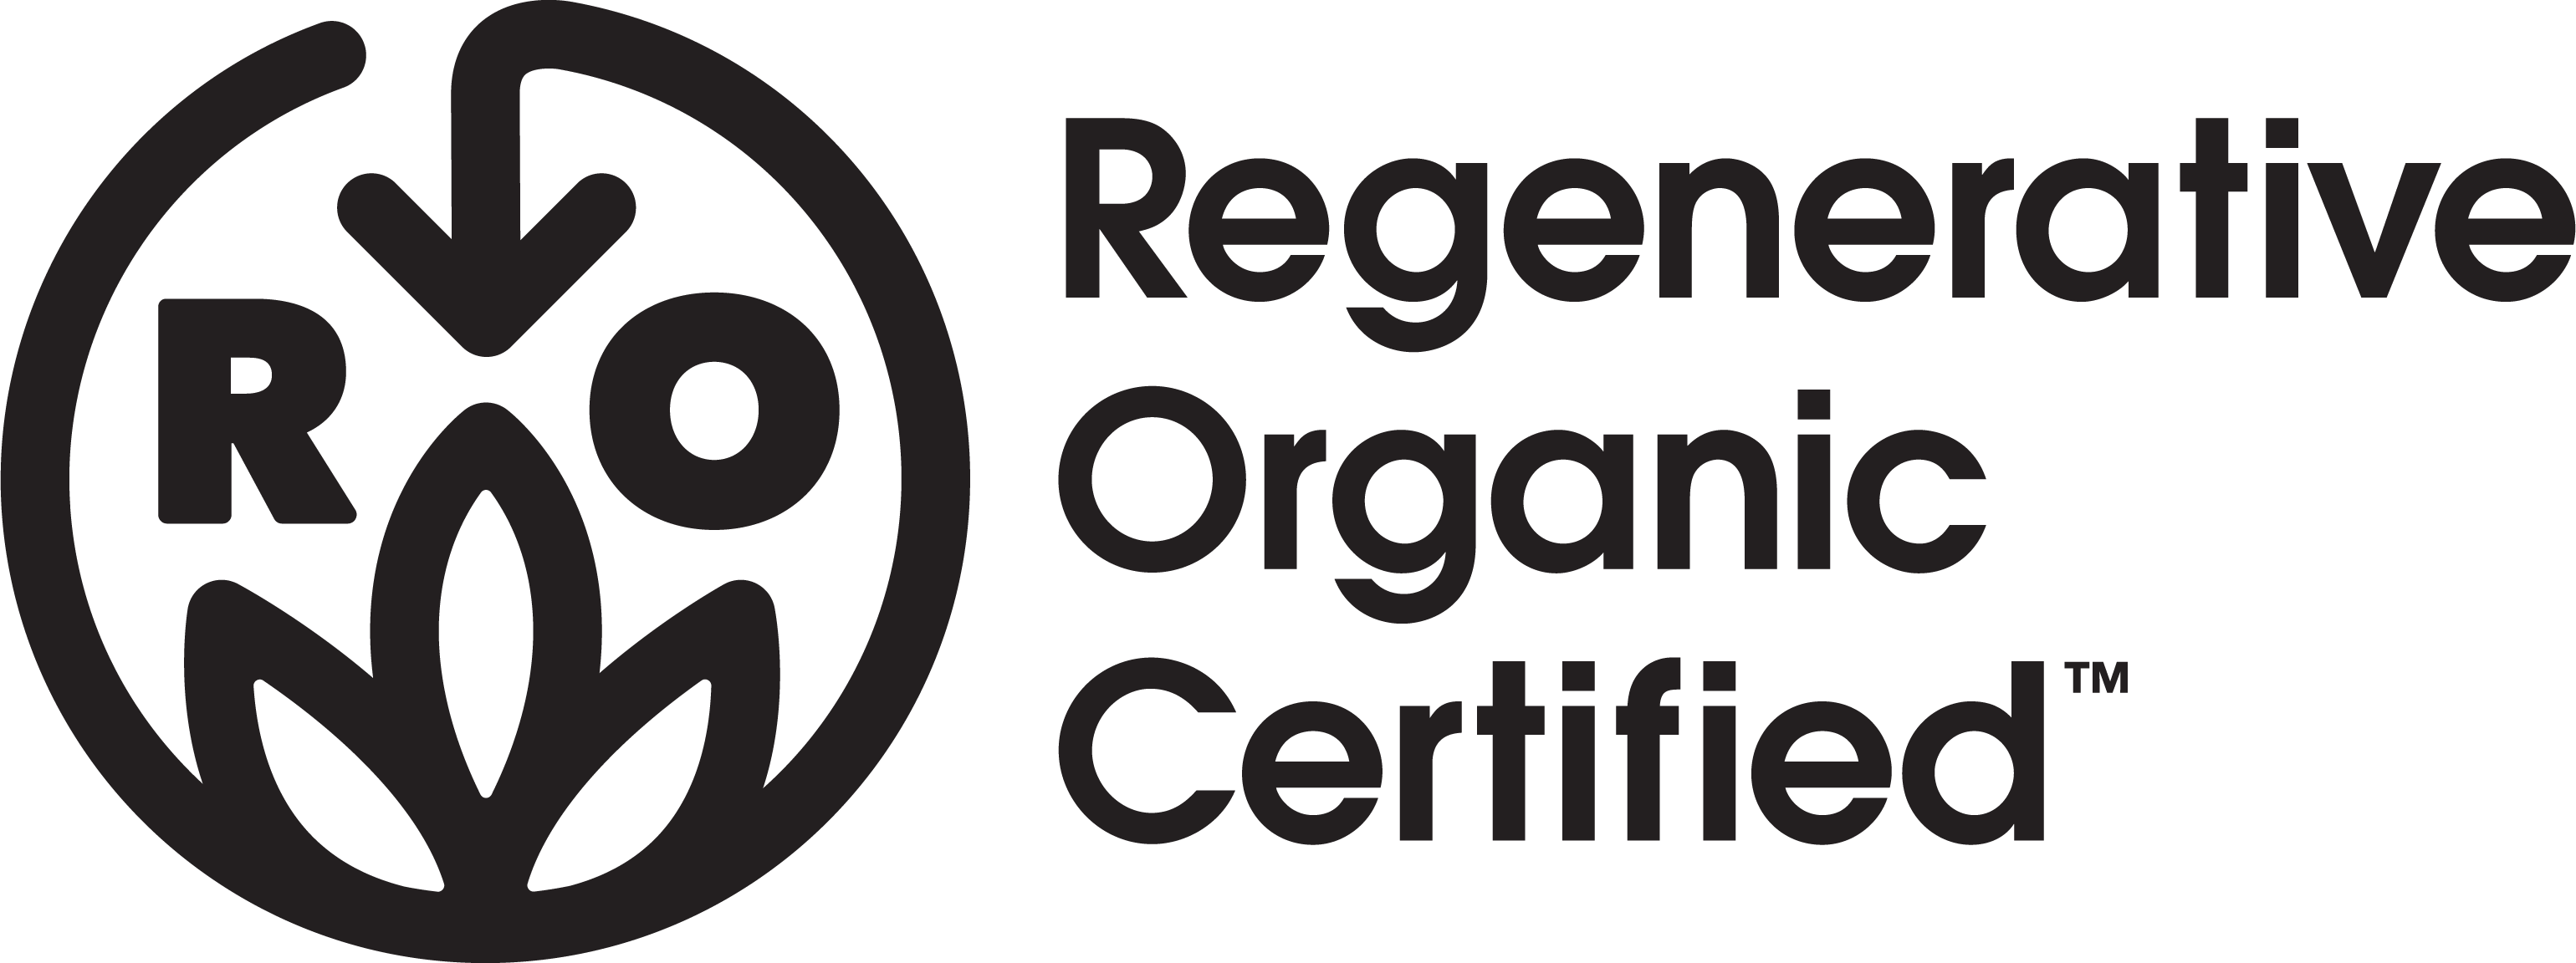 R O
Regenerative
Organic
Certified™